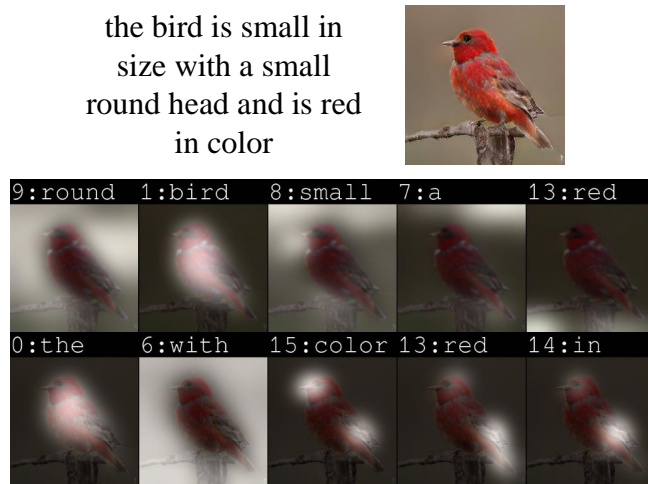 the bird is small in
size with a small
round head and is red
in color
9:round 1:bird 8:small 7:a 13:red
0:the 6:with 15:color 13:red 14:in